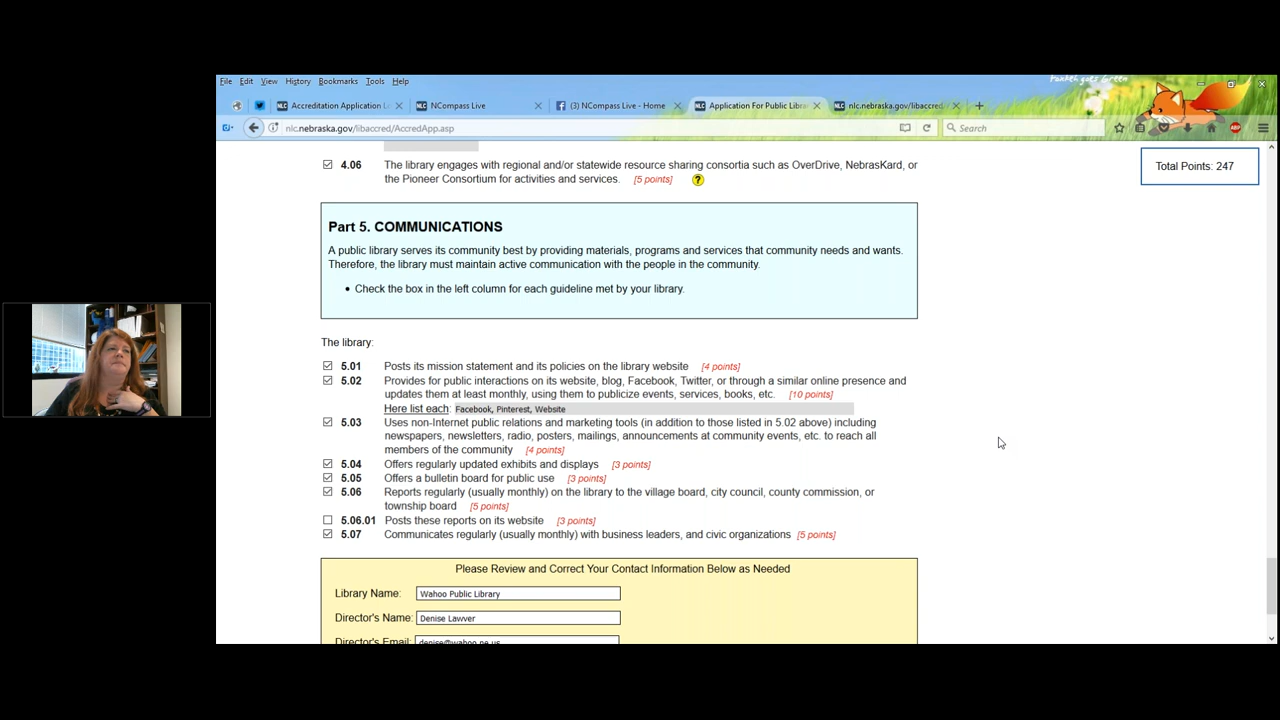 Foxkeh goes Green
File Edit View History Bookmarks Tools Help
Accreditation Application L
NCompass Live
(3) NCompass Live - Home
Application For Public Libra
nlc.nebraska.gov/libaccred/
nlc.nebraska.gov/libaccred/AccredApp.asp
Search
ABP
4.06 The library engages with regional and/or statewide resource sharing consortia such as OverDrive, NebrasKard, or
the Pioneer Consortium for activities and services. [5 points] ?
Total Points: 247
Part 5. COMMUNICATIONS
A public library serves its community best by providing materials, programs and services that community needs and wants.
Therefore, the library must maintain active communication with the people in the community.
• Check the box in the left column for each guideline met by your library.
The library:
5.01 Posts its mission statement and its policies on the library website [4 points]
5.02 Provides for public interactions on its website, blog, Facebook, Twitter, or through a similar online presence and
updates them at least monthly, using them to publicize events, services, books, etc. [10 points]
Here list each: Facebook, Pinterest, Website
5.03 Uses non-Internet public relations and marketing tools (in addition to those listed in 5.02 above) including
newspapers, newsletters, radio, posters, mailings, announcements at community events, etc. to reach all
members of the community [4 points]
5.04 Offers regularly updated exhibits and displays [3 points]
5.05 Offers a bulletin board for public use [3 points]
5.06 Reports regularly (usually monthly) on the library to the village board, city council, county commission, or
township board [5 points]
5.06.01 Posts these reports on its website [3 points]
5.07 Communicates regularly (usually monthly) with business leaders, and civic organizations [5 points]
Please Review and Correct Your Contact Information Below as Needed
Library Name: Wahoo Public Library
Director's Name: Denise Lawver
Director's Email: denise@wahoo.ne.us